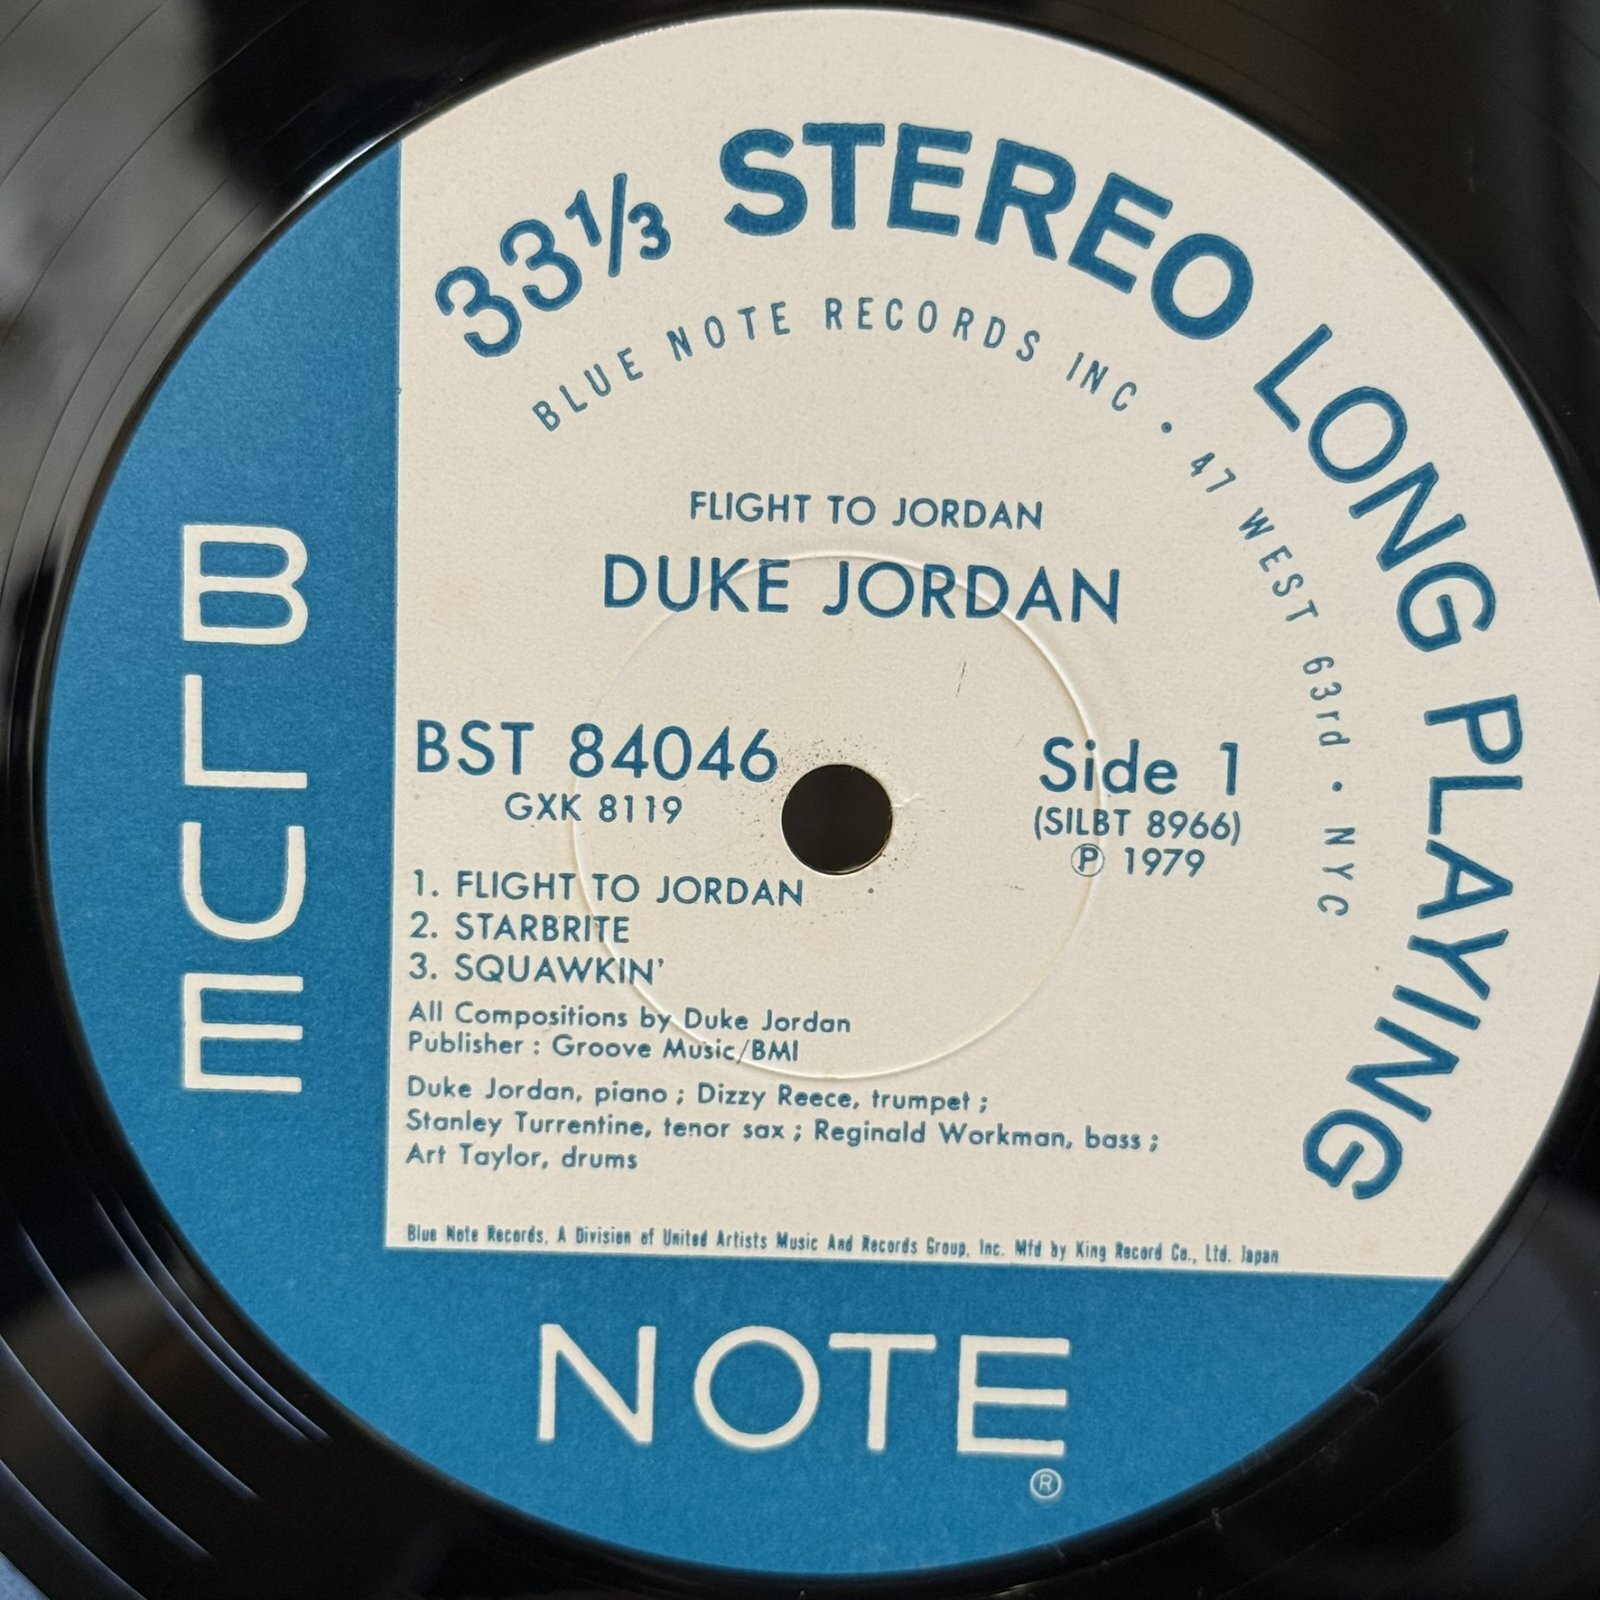 33⅓ STEREO LONG PLAYING
BLUE NOTE RECORDS INC • 47 WEST 63rd • NYC
FLIGHT TO JORDAN
DUKE JORDAN
BST 84046
GXK 8119
Side 1
(SILBT 8966)
Ⓟ 1979
1. FLIGHT TO JORDAN
2. STARBRITE
3. SQUAWKIN'
All Compositions by Duke Jordan
Publisher : Groove Music/BMI
Duke Jordan, piano ; Dizzy Reece, trumpet ;
Stanley Turrentine, tenor sax ; Reginald Workman, bass ;
Art Taylor, drums
Blue Note Records, A Division of United Artists Music And Records Group, Inc. Mfd by King Record Co., Ltd. Japan
BLUE
NOTE
®